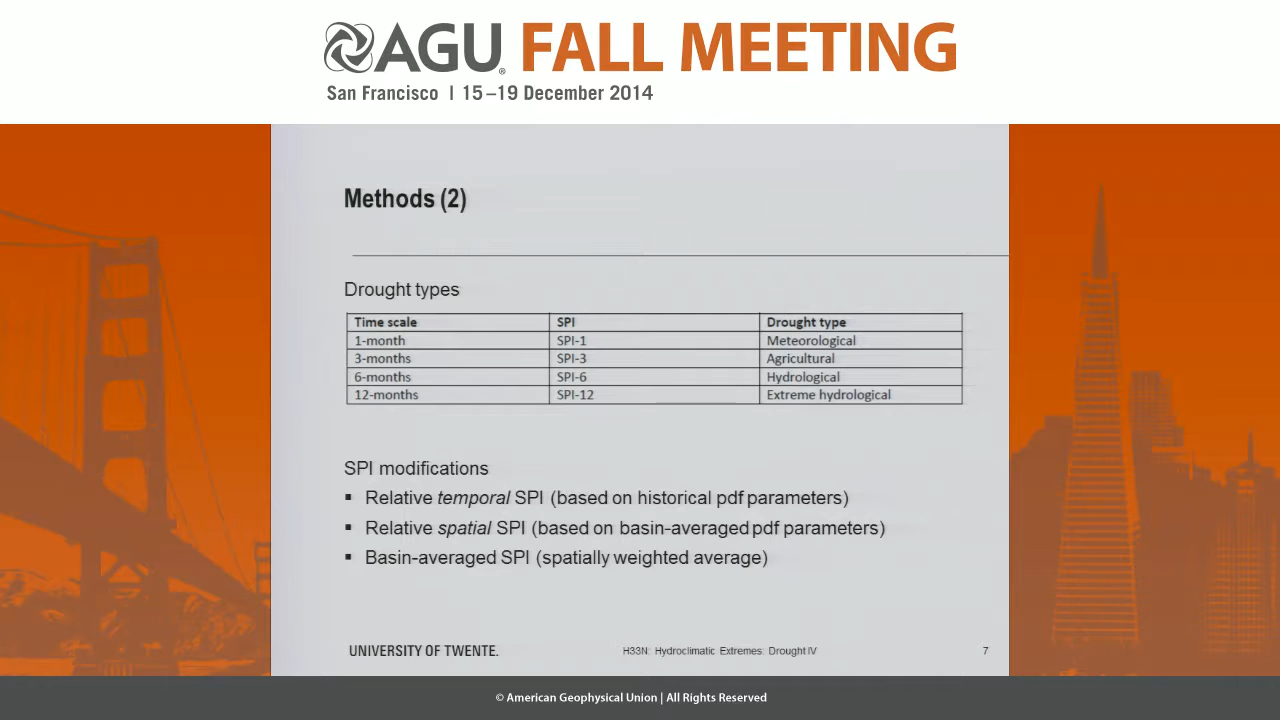 AGU FALL MEETING
San Francisco | 15–19 December 2014
Methods (2)
Drought types
Time scale SPI Drought type
1-month SPI-1 Meteorological
3-months SPI-3 Agricultural
6-months SPI-6 Hydrological
12-months SPI-12 Extreme hydrological
SPI modifications
▪ Relative temporal SPI (based on historical pdf parameters)
▪ Relative spatial SPI (based on basin-averaged pdf parameters)
▪ Basin-averaged SPI (spatially weighted average)
UNIVERSITY OF TWENTE. H33N: Hydroclimatic Extremes: Drought IV 7
© American Geophysical Union | All Rights Reserved